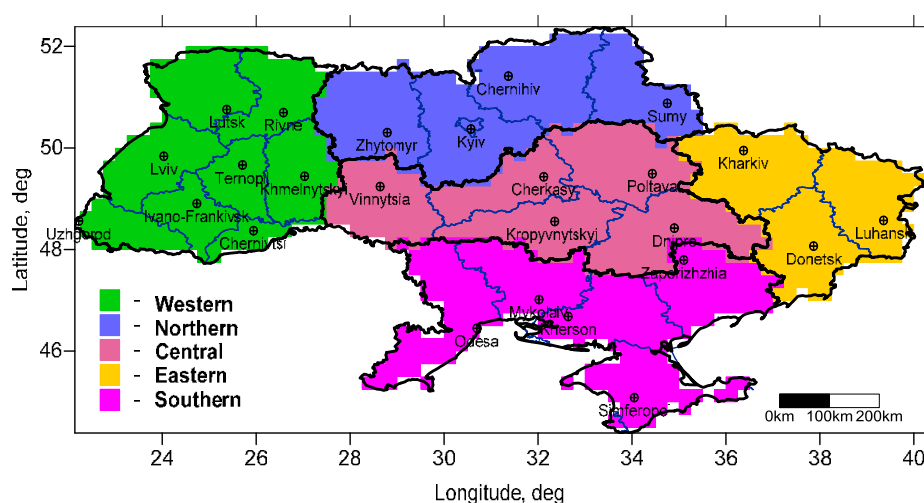 52
50
48
46
Latitude, deg
Chernihiv
Sumy
Lutsk
Rivne
Zhytomyr
Kyiv
Kharkiv
Lviv
Ternopil
Khmelnytskyi
Vinnytsia
Cherkasy
Poltava
Ivano-Frankivsk
Uzhgorod
Chernivtsi
Kropyvnytskyi
Dnipro
Luhansk
Donetsk
Zaporizhzhia
Mykolaiv
Kherson
Odesa
Simferopol
- Western
- Northern
- Central
- Eastern
- Southern
0km 100km 200km
24 26 28 30 32 34 36 38 40
Longitude, deg